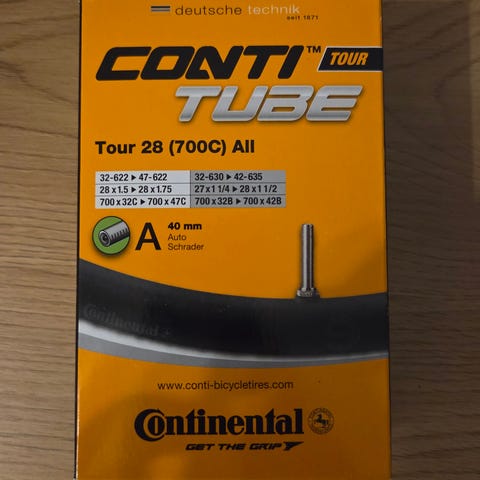 deutsche technik
seit 1871
CONTI™ TOUR
TUBE
Tour 28 (700C) All
32-622 ▸ 47-622 32-630 ▸ 42-635
28 x 1.5 ▸ 28 x 1.75 27 x 1 1/4 ▸ 28 x 1 1/2
700 x 32C ▸ 700 x 47C 700 x 32B ▸ 700 x 42B
A 40 mm
Auto
Schrader
Continental
www.conti-bicycletires.com
Continental
GET THE GRIP